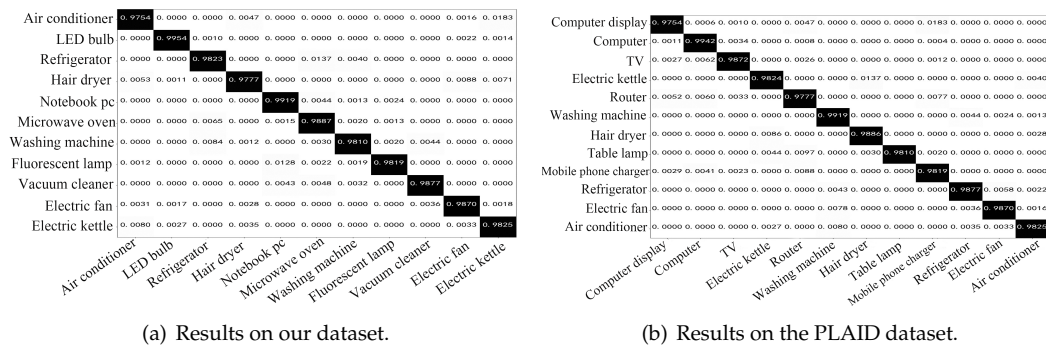 Air conditioner 0.9754 0.0000 0.0000 0.0047 0.0000 0.0000 0.0000 0.0000 0.0000 0.0016 0.0183
LED bulb 0.0000 0.9954 0.0010 0.0000 0.0000 0.0000 0.0000 0.0000 0.0000 0.0022 0.0014
Refrigerator 0.0000 0.0000 0.9823 0.0000 0.0000 0.0137 0.0040 0.0000 0.0000 0.0000 0.0000
Hair dryer 0.0053 0.0011 0.0000 0.9777 0.0000 0.0000 0.0000 0.0000 0.0000 0.0088 0.0071
Notebook pc 0.0000 0.0000 0.0000 0.0000 0.9919 0.0044 0.0013 0.0024 0.0000 0.0000 0.0000
Microwave oven 0.0000 0.0000 0.0065 0.0000 0.0015 0.9887 0.0020 0.0013 0.0000 0.0000 0.0000
Washing machine 0.0000 0.0000 0.0084 0.0012 0.0000 0.0030 0.9810 0.0020 0.0044 0.0000 0.0000
Fluorescent lamp 0.0012 0.0000 0.0000 0.0000 0.0128 0.0022 0.0019 0.9819 0.0000 0.0000 0.0000
Vacuum cleaner 0.0000 0.0000 0.0000 0.0000 0.0043 0.0048 0.0032 0.0000 0.9877 0.0000 0.0000
Electric fan 0.0031 0.0017 0.0000 0.0028 0.0000 0.0000 0.0000 0.0000 0.0036 0.9870 0.0018
Electric kettle 0.0080 0.0027 0.0000 0.0035 0.0000 0.0000 0.0000 0.0000 0.0000 0.0033 0.9825
Air conditioner
LED bulb
Refrigerator
Hair dryer
Notebook pc
Microwave oven
Washing machine
Fluorescent lamp
Vacuum cleaner
Electric fan
Electric kettle
(a) Results on our dataset.
Computer display 0.9754 0.0006 0.0010 0.0000 0.0047 0.0000 0.0000 0.0000 0.0183 0.0000 0.0000 0.0000
Computer 0.0011 0.9942 0.0034 0.0000 0.0008 0.0000 0.0000 0.0000 0.0004 0.0000 0.0000 0.0000
TV 0.0027 0.0062 0.9872 0.0000 0.0026 0.0000 0.0000 0.0000 0.0012 0.0000 0.0000 0.0000
Electric kettle 0.0000 0.0000 0.0000 0.9824 0.0000 0.0000 0.0137 0.0000 0.0000 0.0000 0.0000 0.0040
Router 0.0052 0.0060 0.0033 0.0000 0.9777 0.0000 0.0000 0.0000 0.0077 0.0000 0.0000 0.0000
Washing machine 0.0000 0.0000 0.0000 0.0000 0.0000 0.9919 0.0000 0.0000 0.0000 0.0044 0.0024 0.0013
Hair dryer 0.0000 0.0000 0.0000 0.0086 0.0000 0.0000 0.9886 0.0000 0.0000 0.0000 0.0000 0.0028
Table lamp 0.0000 0.0000 0.0000 0.0044 0.0097 0.0000 0.0030 0.9810 0.0020 0.0000 0.0000 0.0000
Mobile phone charger 0.0029 0.0041 0.0023 0.0000 0.0088 0.0000 0.0000 0.0000 0.9819 0.0000 0.0000 0.0000
Refrigerator 0.0000 0.0000 0.0000 0.0000 0.0000 0.0043 0.0000 0.0000 0.0000 0.9877 0.0058 0.0022
Electric fan 0.0000 0.0000 0.0000 0.0000 0.0000 0.0078 0.0000 0.0000 0.0000 0.0036 0.9870 0.0016
Air conditioner 0.0000 0.0000 0.0000 0.0027 0.0000 0.0080 0.0000 0.0000 0.0000 0.0035 0.0033 0.9825
Computer display
Computer
TV
Electric kettle
Router
Washing machine
Hair dryer
Table lamp
Mobile phone charger
Refrigerator
Electric fan
Air conditioner
(b) Results on the PLAID dataset.